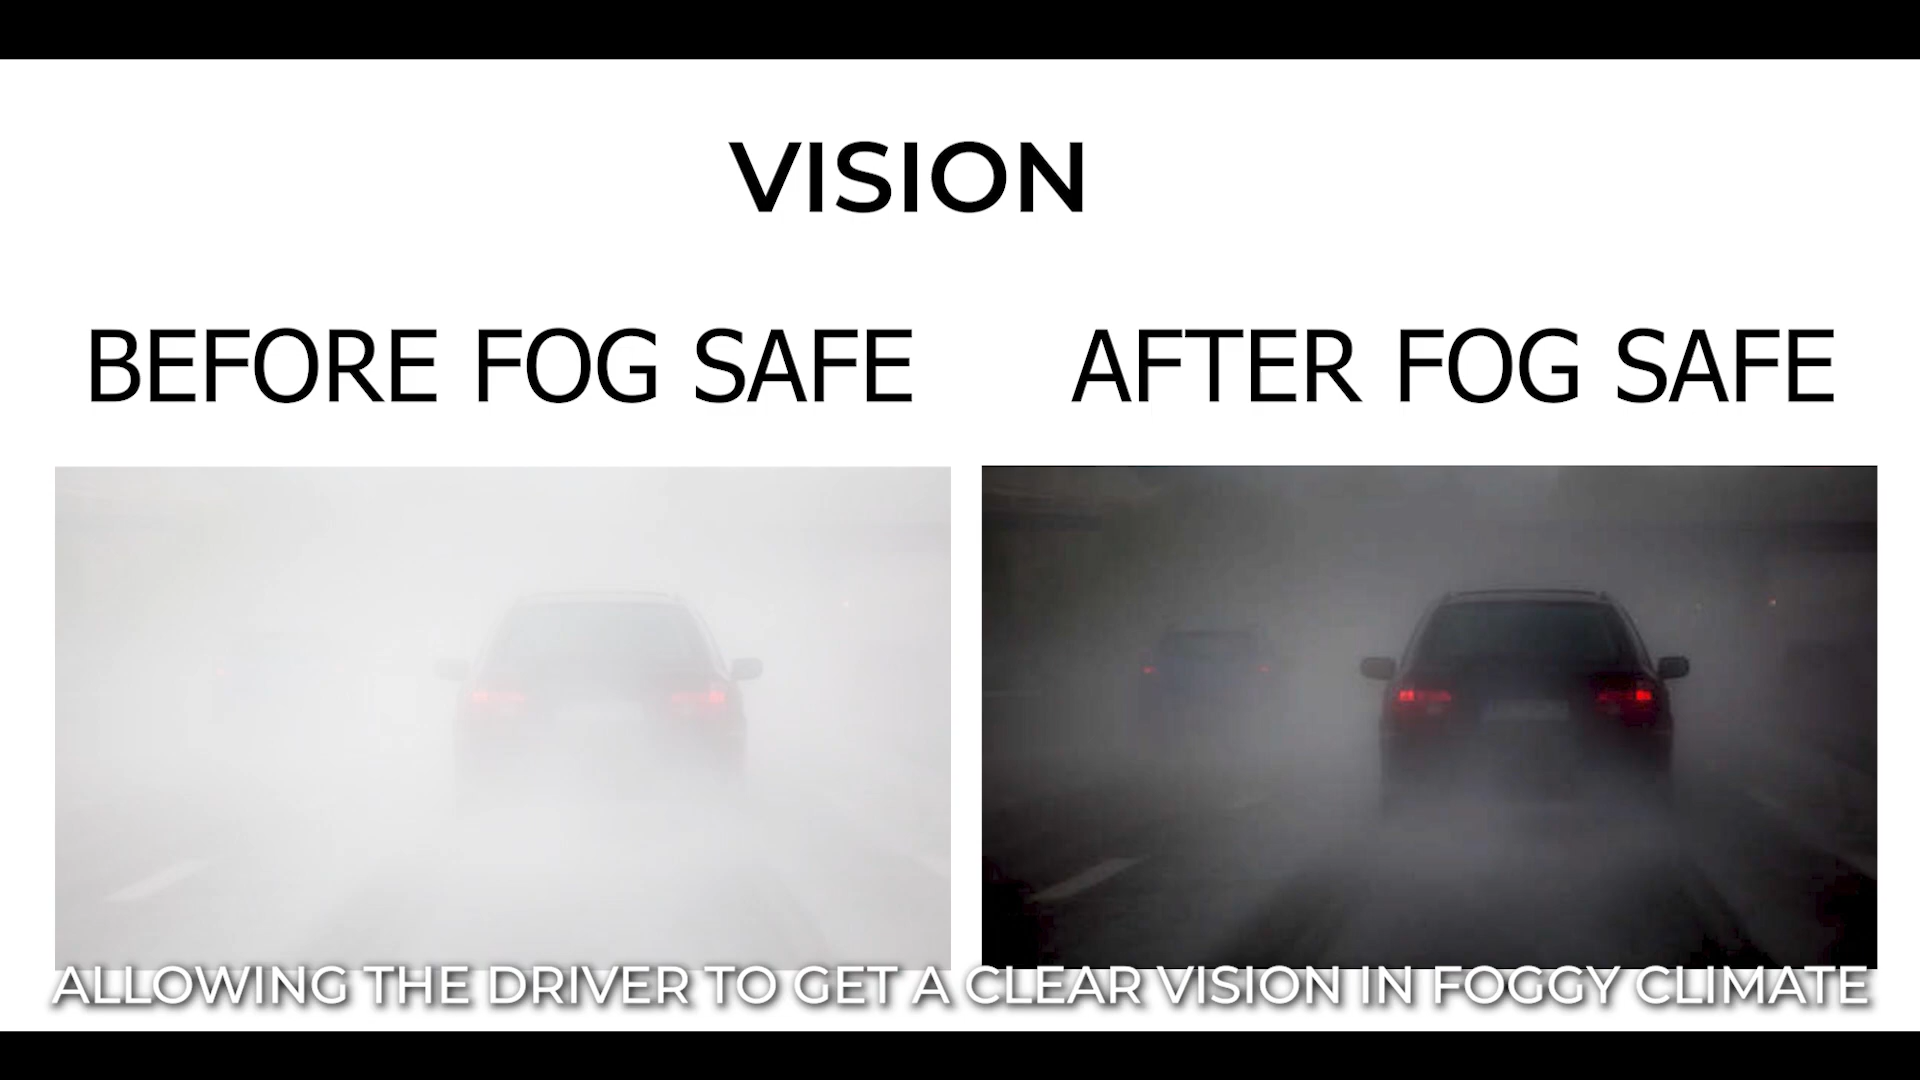 VISION
BEFORE FOG SAFE
AFTER FOG SAFE
ALLOWING THE DRIVER TO GET A CLEAR VISION IN FOGGY CLIMATE